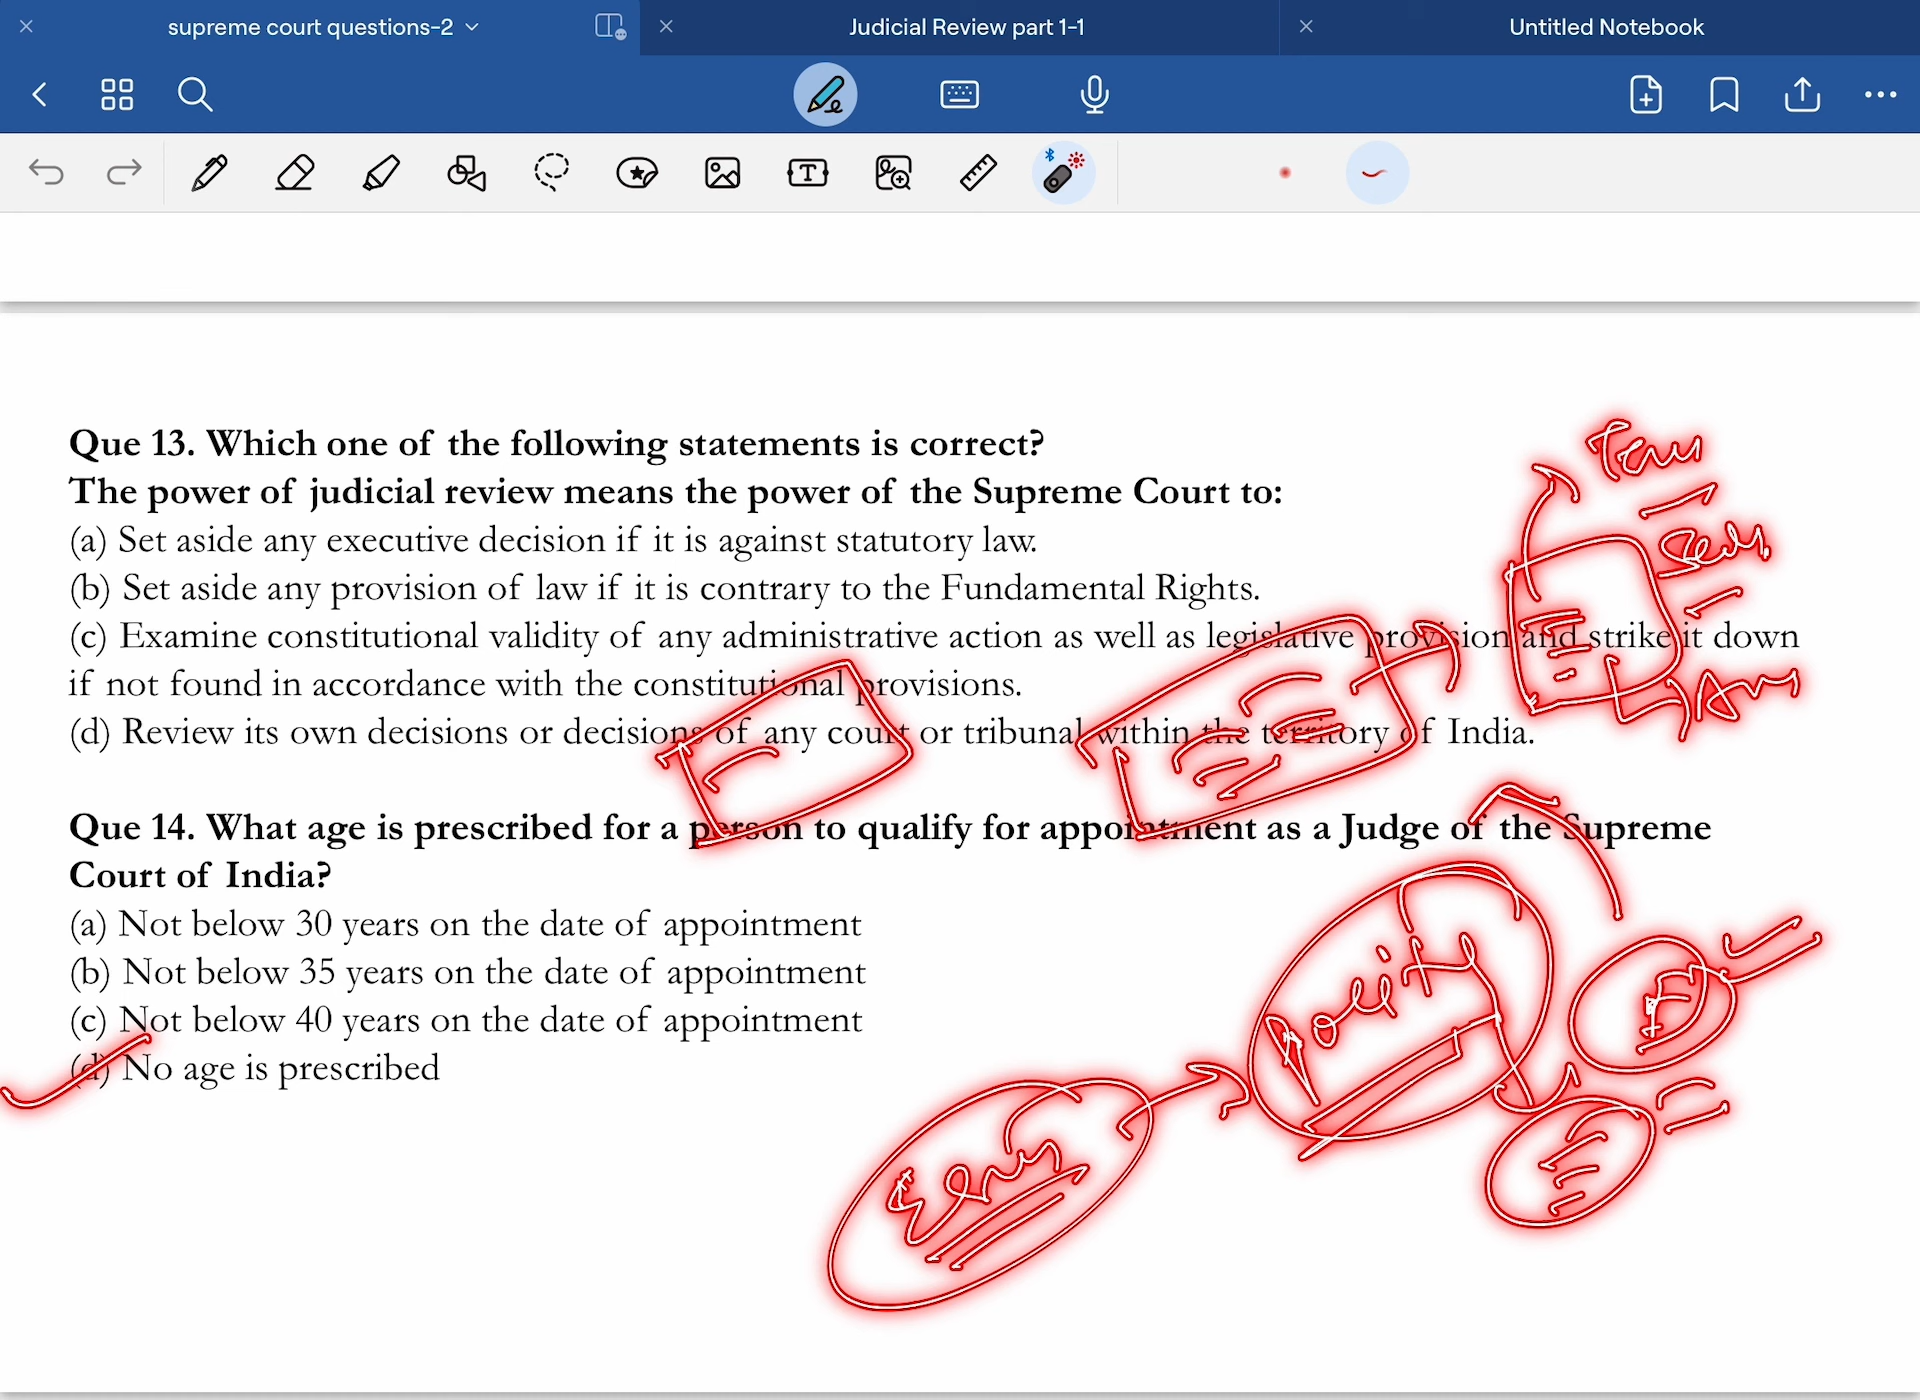 supreme court questions-2
Judicial Review part 1-1
Untitled Notebook
Que 13. Which one of the following statements is correct?
The power of judicial review means the power of the Supreme Court to:
(a) Set aside any executive decision if it is against statutory law.
(b) Set aside any provision of law if it is contrary to the Fundamental Rights.
(c) Examine constitutional validity of any administrative action as well as legislative provision and strike it down
if not found in accordance with the constitutional provisions.
(d) Review its own decisions or decisions of any court or tribunal within the territory of India.
Que 14. What age is prescribed for a person to qualify for appointment as a Judge of the Supreme
Court of India?
(a) Not below 30 years on the date of appointment
(b) Not below 35 years on the date of appointment
(c) Not below 40 years on the date of appointment
(d) No age is prescribed
Polity